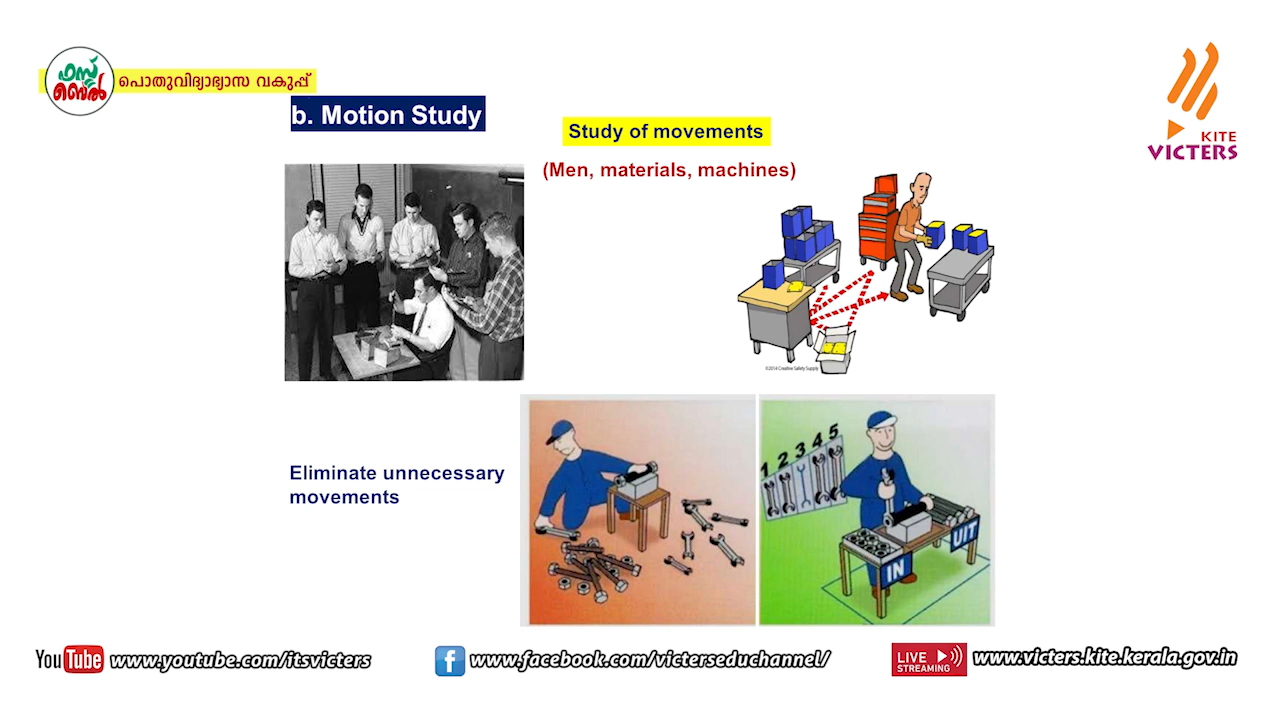 ഫസ്റ്റ്
ബെൽ
പൊതുവിദ്യാഭ്യാസ വകുപ്പ്
b. Motion Study
Study of movements
(Men, materials, machines)
KITE
VICTERS
©2014 Creative Safety Supply
Eliminate unnecessary
movements
1 2 3 4 5
IN
UIT
YouTube www.youtube.com/itsvicters
f www.facebook.com/victerseduchannel/
LIVE
STREAMING
www.victers.kite.kerala.gov.in